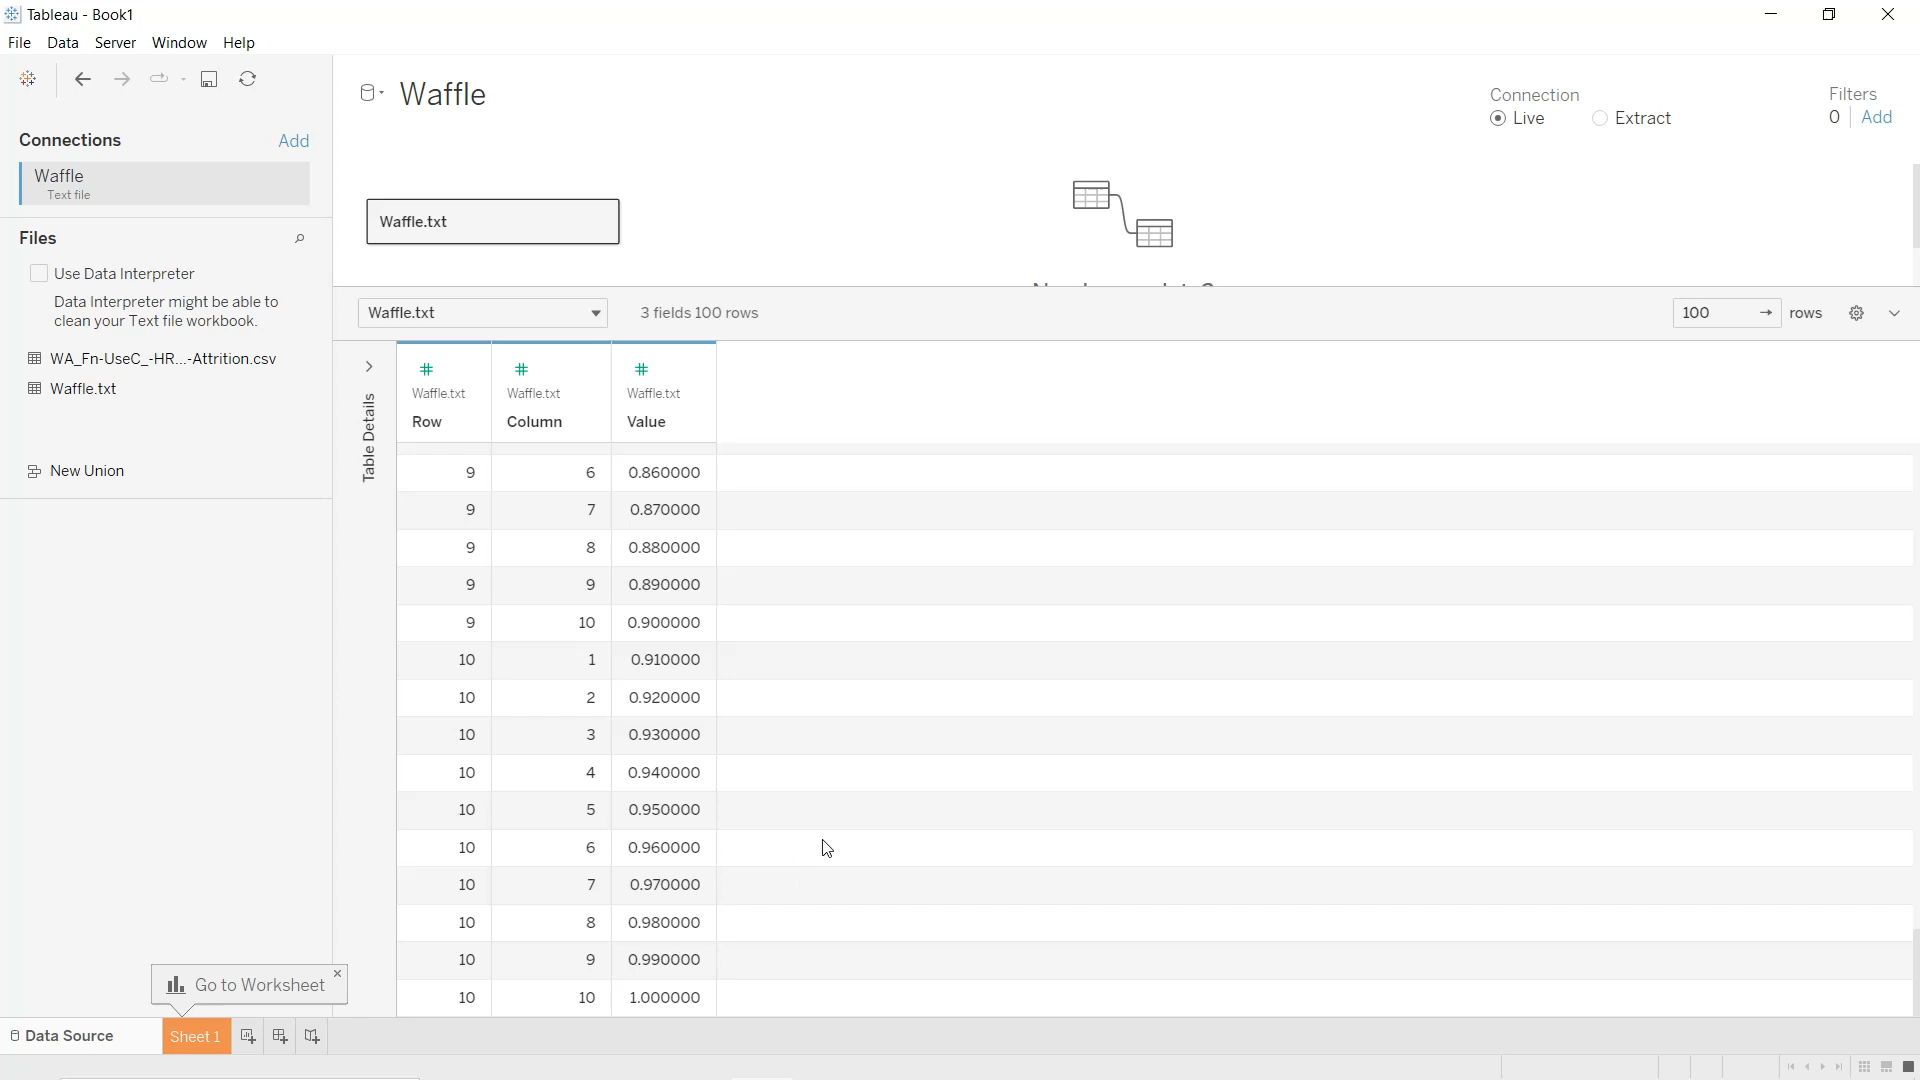 Tableau - Book1
File Data Server Window Help
Waffle
Connection
Live Extract
Filters
0 Add
Connections Add
Waffle
Text file
Waffle.txt
Files
Use Data Interpreter
Data Interpreter might be able to
clean your Text file workbook.
WA_Fn-UseC_-HR...-Attrition.csv
Waffle.txt
New Union
Waffle.txt 3 fields 100 rows 100 → rows
Table Details
# # #
Waffle.txt Waffle.txt Waffle.txt
Row Column Value
9 6 0.860000
9 7 0.870000
9 8 0.880000
9 9 0.890000
9 10 0.900000
10 1 0.910000
10 2 0.920000
10 3 0.930000
10 4 0.940000
10 5 0.950000
10 6 0.960000
10 7 0.970000
10 8 0.980000
10 9 0.990000
10 10 1.000000
Go to Worksheet
Data Source Sheet 1